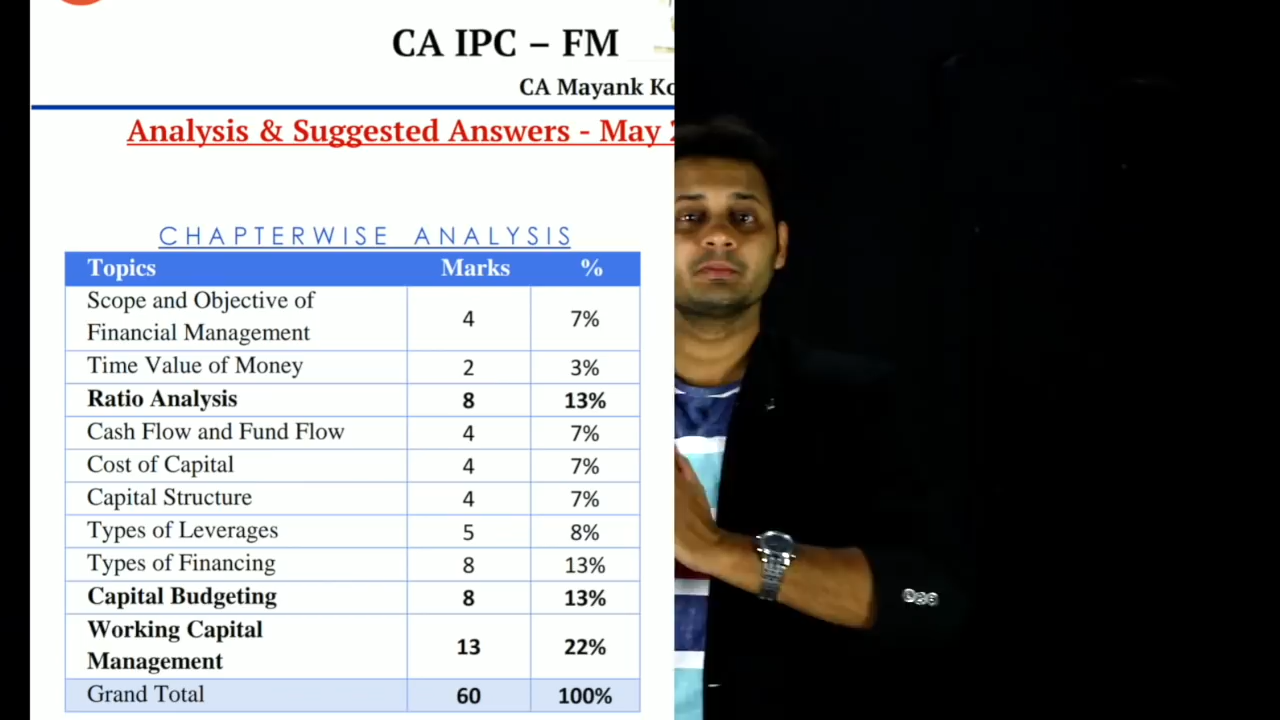 CA IPC – FM
CA Mayank
Analysis & Suggested Answers - May
CHAPTERWISE ANALYSIS
Topics Marks %
Scope and Objective of
Financial Management 4 7%
Time Value of Money 2 3%
Ratio Analysis 8 13%
Cash Flow and Fund Flow 4 7%
Cost of Capital 4 7%
Capital Structure 4 7%
Types of Leverages 5 8%
Types of Financing 8 13%
Capital Budgeting 8 13%
Working Capital
Management 13 22%
Grand Total 60 100%